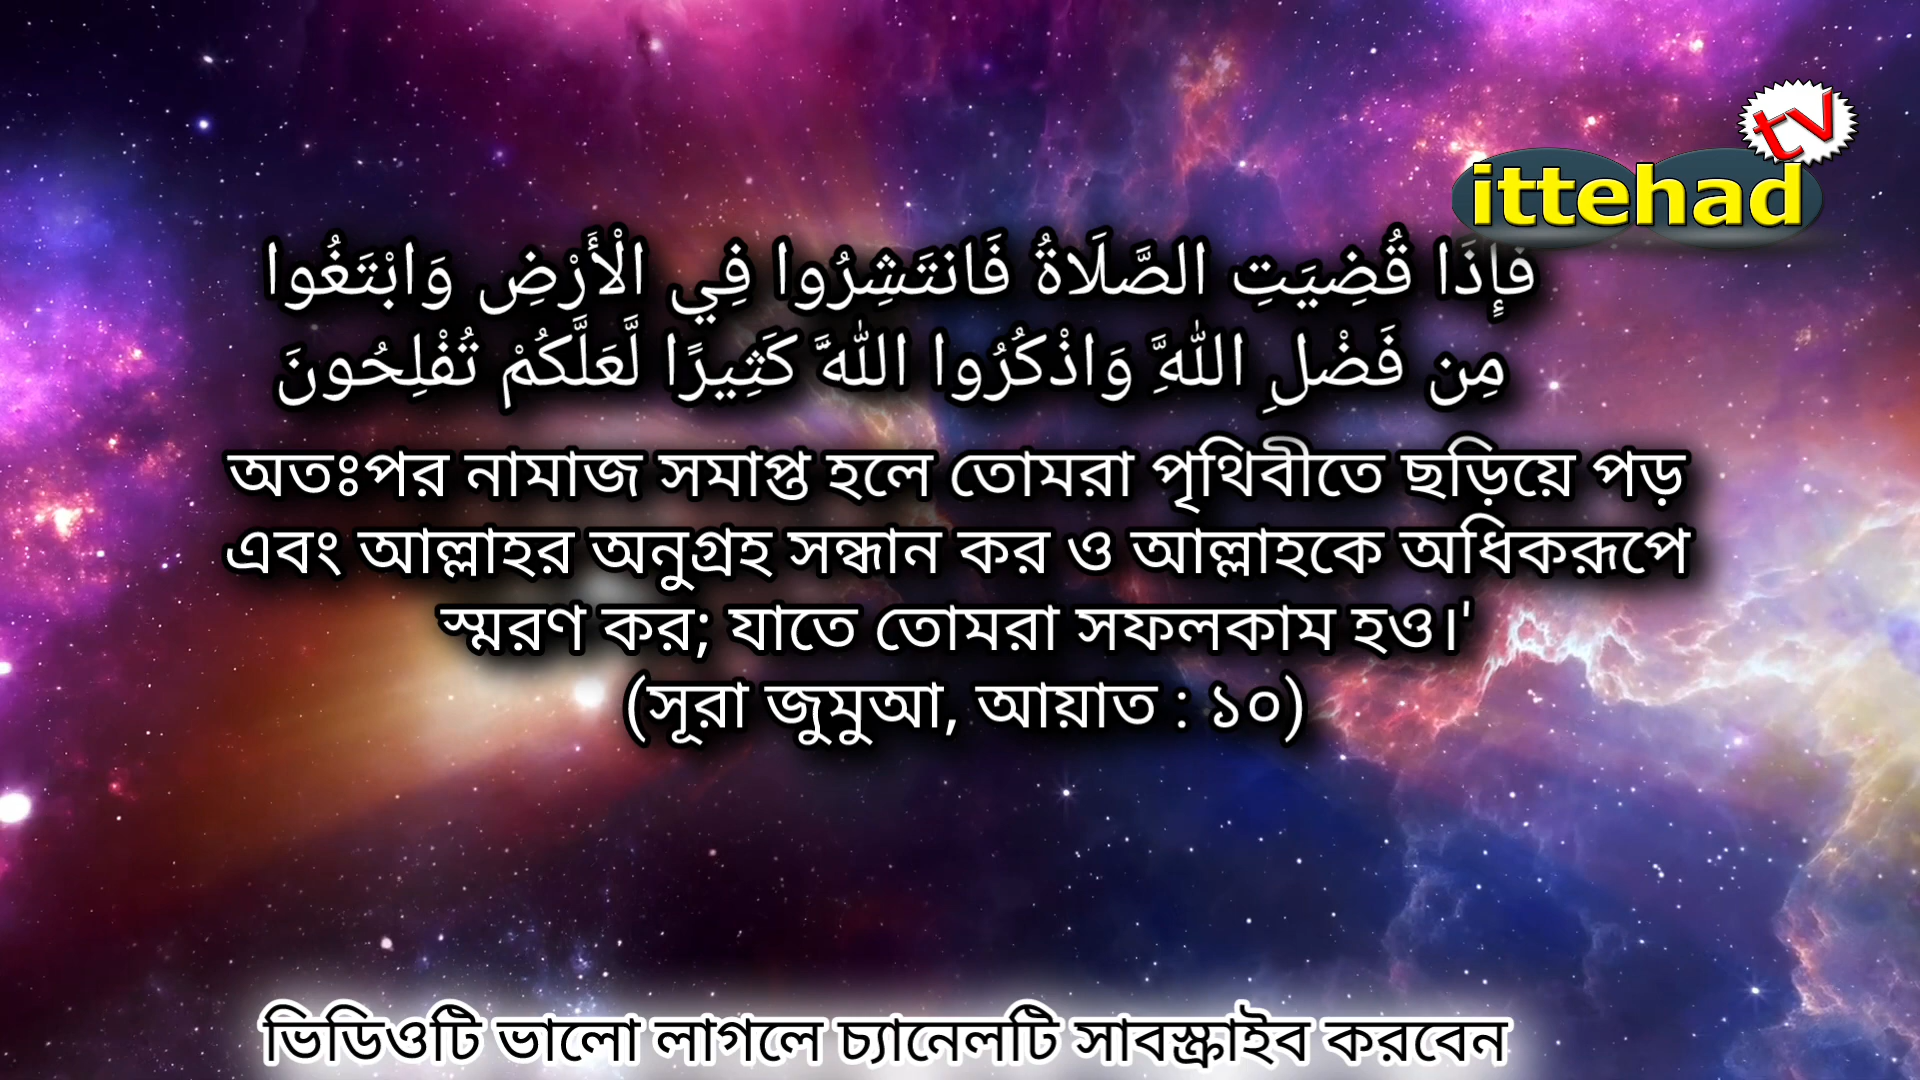 tv
ittehad
فَإِذَا قُضِيَتِ الصَّلَاةُ فَانتَشِرُوا فِي الْأَرْضِ وَابْتَغُوا
مِن فَضْلِ اللَّهِ وَاذْكُرُوا اللَّهَ كَثِيرًا لَّعَلَّكُمْ تُفْلِحُونَ
অতঃপর নামাজ সমাপ্ত হলে তোমরা পৃথিবীতে ছড়িয়ে পড়
এবং আল্লাহর অনুগ্রহ সন্ধান কর ও আল্লাহকে অধিকরূপে
স্মরণ কর; যাতে তোমরা সফলকাম হও।'
(সূরা জুমুআ, আয়াত : ১০)
ভিডিওটি ভালো লাগলে চ্যানেলটি সাবস্ক্রাইব করবেন